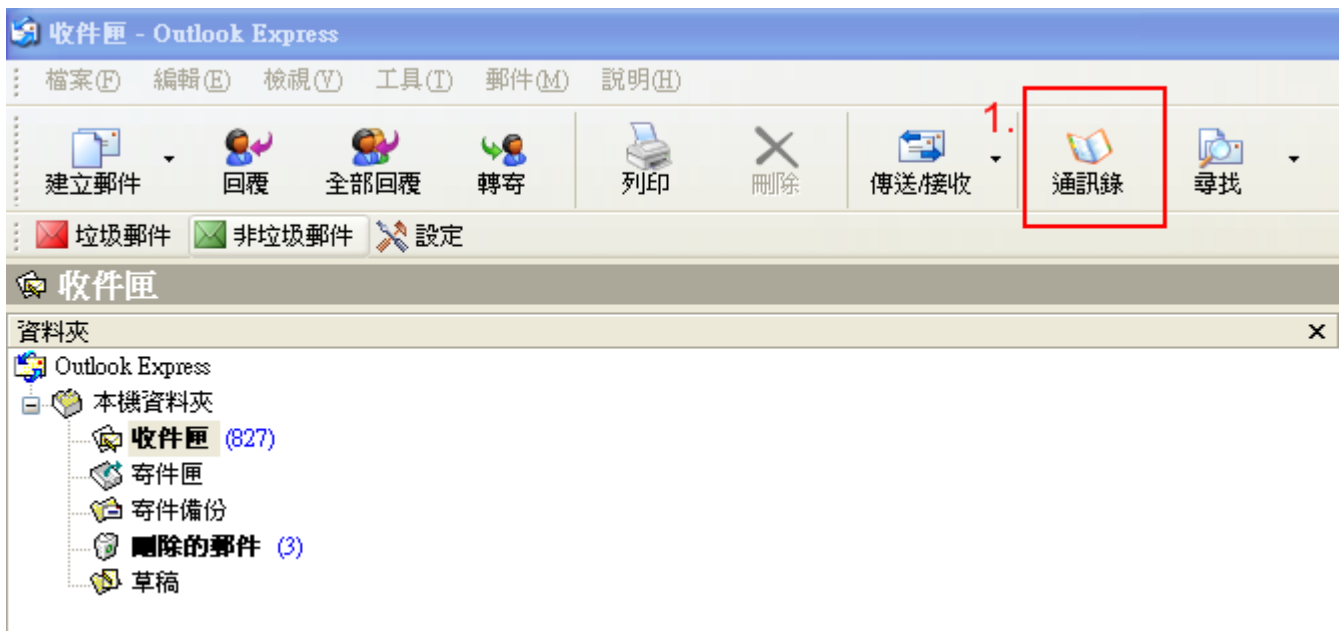 收件匣 - Outlook Express
檔案(F) 編輯(E) 檢視(V) 工具(T) 郵件(M) 說明(H)
1.
建立郵件 回覆 全部回覆 轉寄 列印 刪除 傳送/接收 通訊錄 尋找
垃圾郵件 非垃圾郵件 設定
收件匣
資料夾
Outlook Express
本機資料夾
收件匣 (827)
寄件匣
寄件備份
刪除的郵件 (3)
草稿